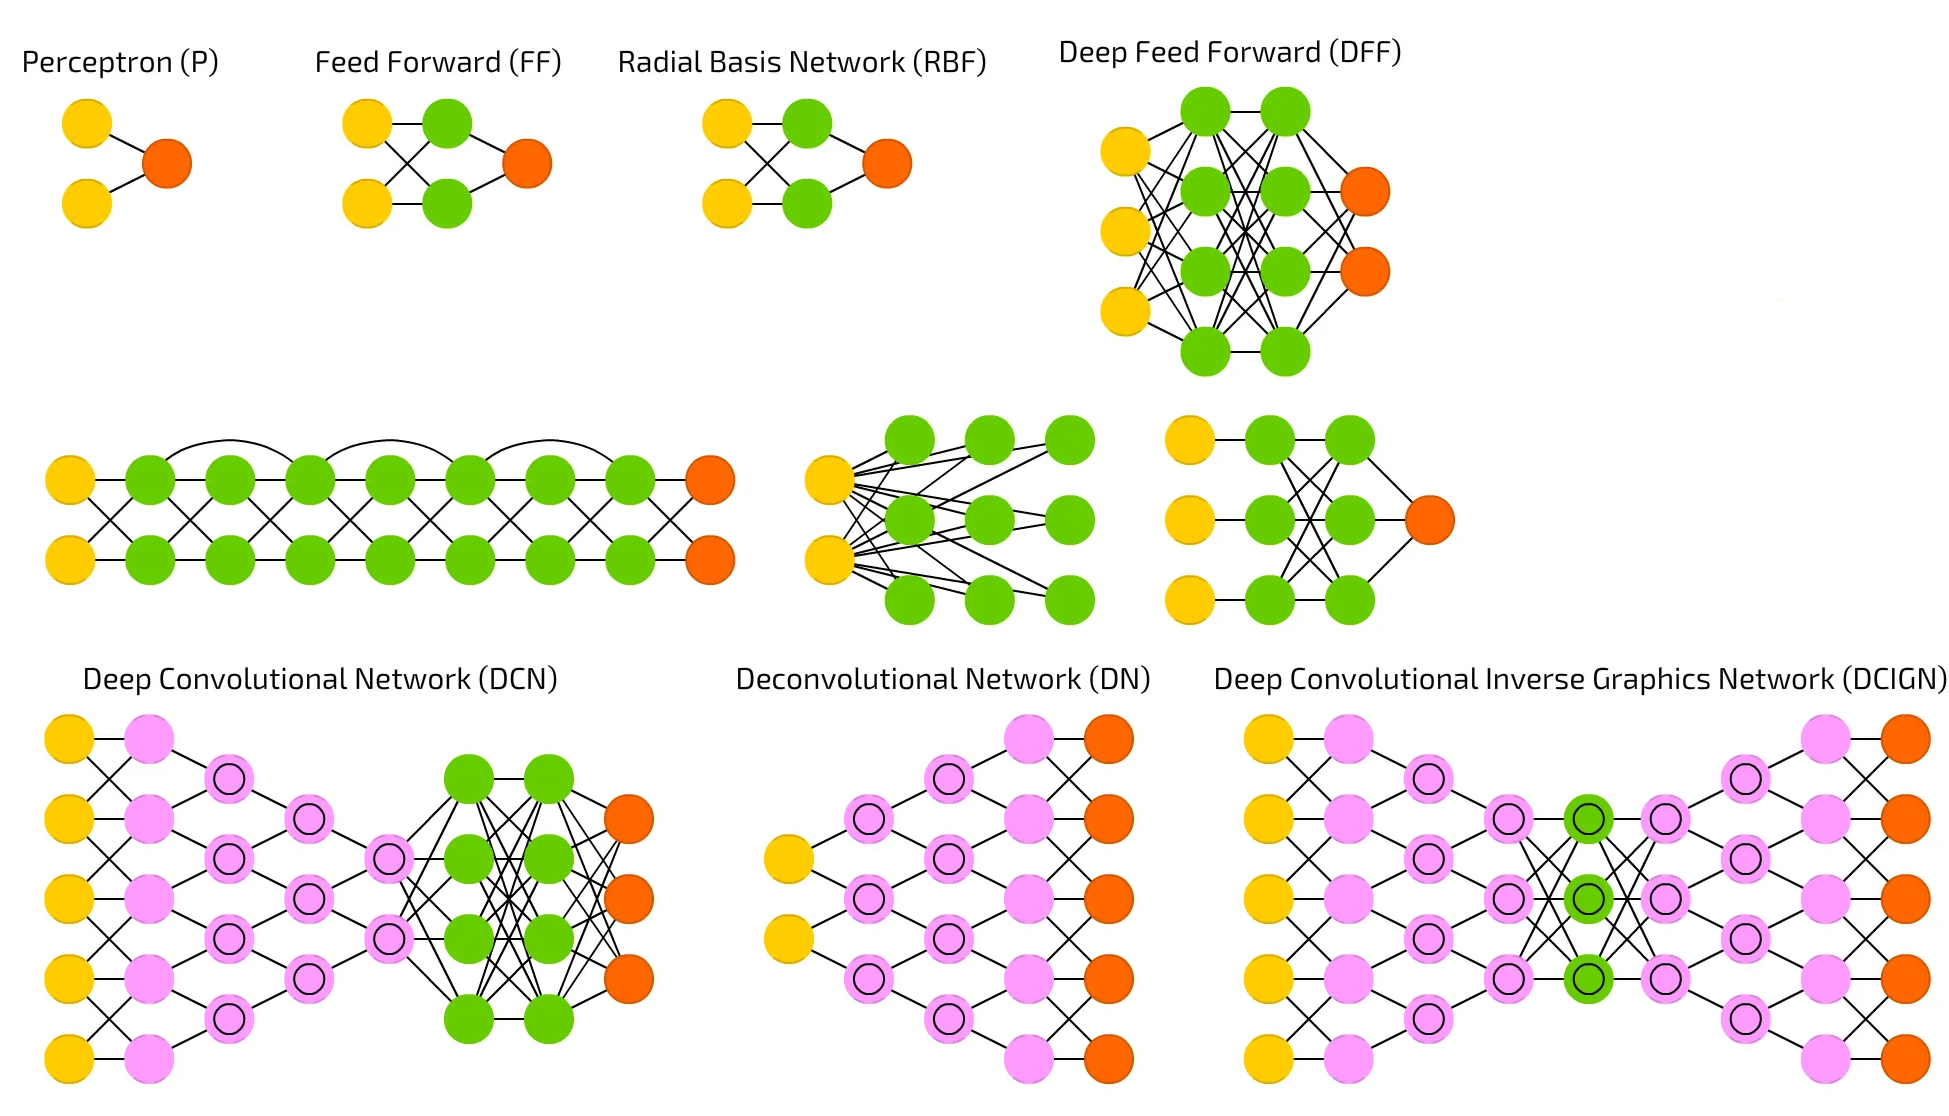 Perceptron (P)
Feed Forward (FF)
Radial Basis Network (RBF)
Deep Feed Forward (DFF)
Deep Convolutional Network (DCN)
Deconvolutional Network (DN)
Deep Convolutional Inverse Graphics Network (DCIGN)